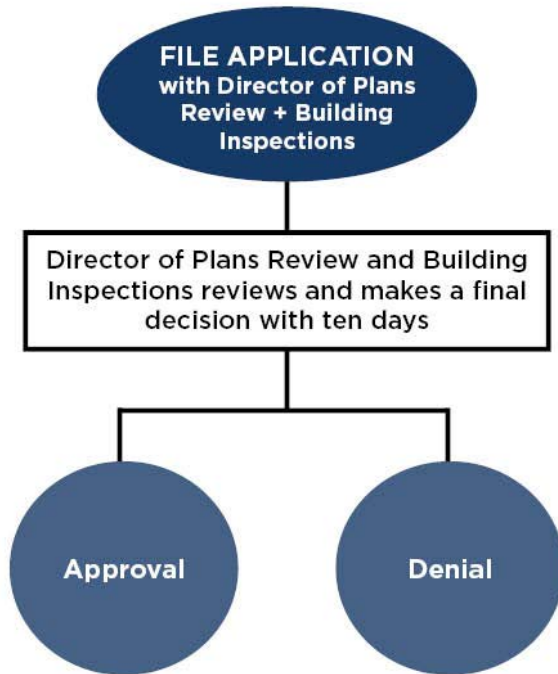 FILE APPLICATION
with Director of Plans
Review + Building
Inspections
Director of Plans Review and Building
Inspections reviews and makes a final
decision with ten days
Approval
Denial